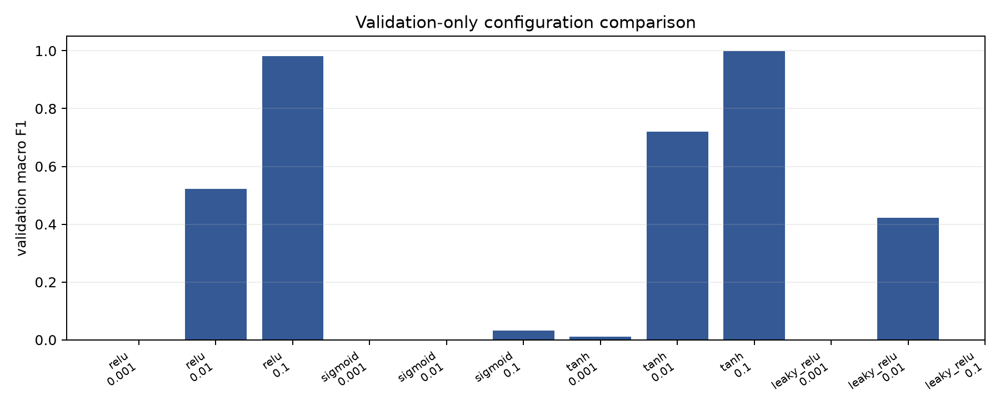 Validation-only configuration comparison
validation macro F1
1.0
0.8
0.6
0.4
0.2
0.0
relu
0.001
relu
0.01
relu
0.1
sigmoid
0.001
sigmoid
0.01
sigmoid
0.1
tanh
0.001
tanh
0.01
tanh
0.1
leaky_relu
0.001
leaky_relu
0.01
leaky_relu
0.1